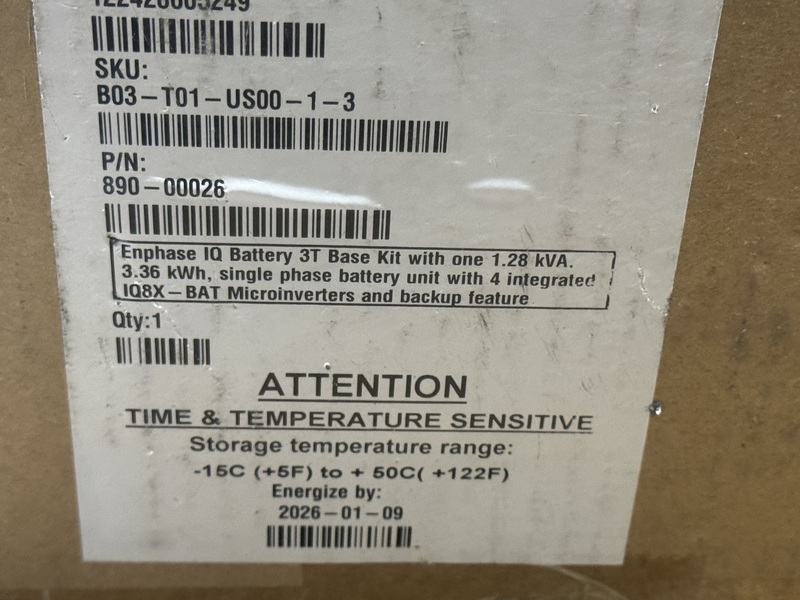 122428005249
SKU:
B03-T01-US00-1-3
P/N:
890-00026
Enphase IQ Battery 3T Base Kit with one 1.28 kVA.
3.36 kWh, single phase battery unit with 4 integrated
IQ8X-BAT Microinverters and backup feature
Qty:1
ATTENTION
TIME & TEMPERATURE SENSITIVE
Storage temperature range:
-15C (+5F) to + 50C( +122F)
Energize by:
2026-01-09